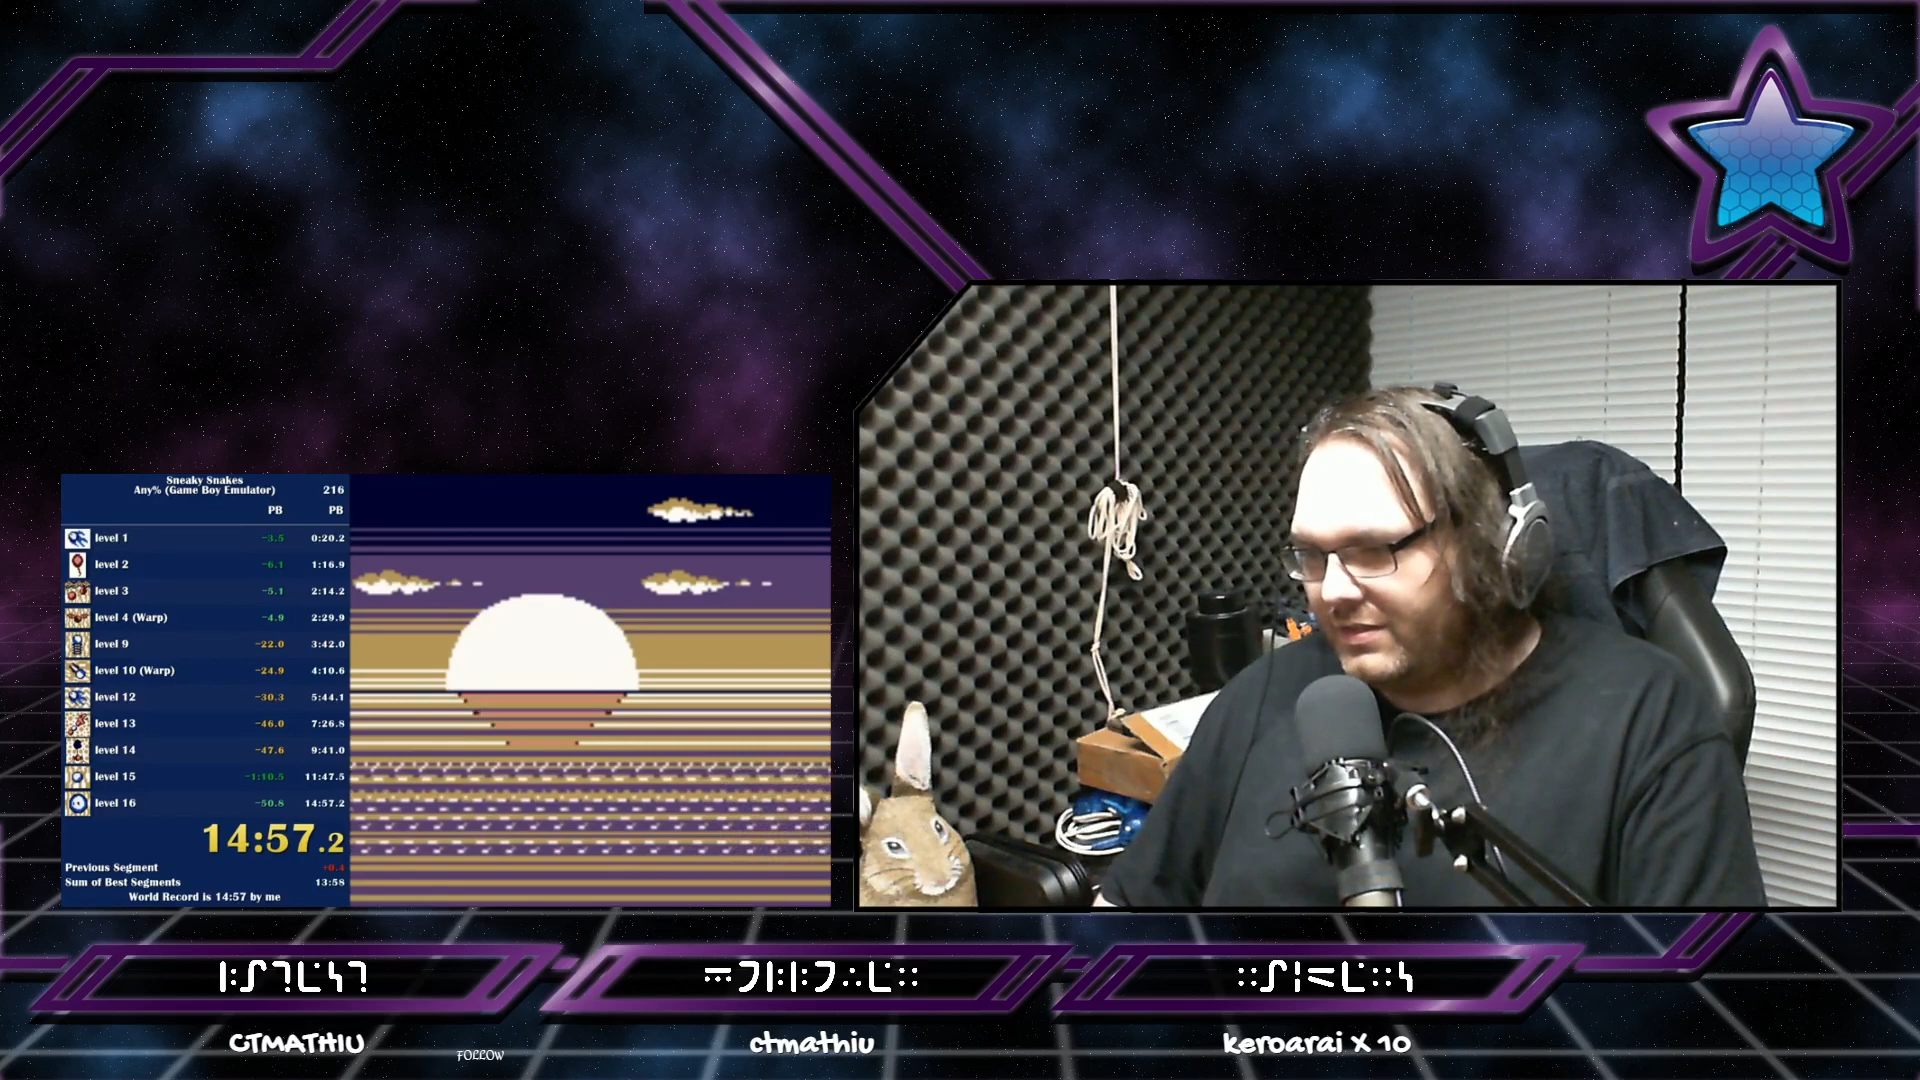 Sneaky Snakes
Any% (Game Boy Emulator) 216
PB PB
level 1 -3.5 0:20.2
level 2 -6.1 1:16.9
level 3 -5.1 2:14.2
level 4 (Warp) -4.9 2:29.9
level 9 -22.0 3:42.0
level 10 (Warp) -24.9 4:10.6
level 12 -30.3 5:44.1
level 13 -46.0 7:26.8
level 14 -47.6 9:41.0
level 15 -1:10.5 11:47.5
level 16 -50.8 14:57.2
14:57.2
Previous Segment +0.4
Sum of Best Segments 13:58
World Record is 14:57 by me
CTMATHIU
FOLLOW
ctmathiu
keroarai X 10